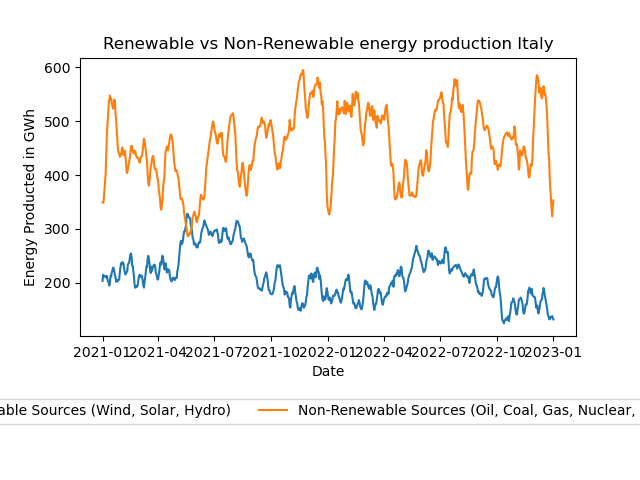 Renewable vs Non-Renewable energy production Italy
600
500
400
300
200
Energy Producted in GWh
2021-01 2021-04 2021-07 2021-10 2022-01 2022-04 2022-07 2022-10 2023-01
Date
able Sources (Wind, Solar, Hydro) Non-Renewable Sources (Oil, Coal, Gas, Nuclear,